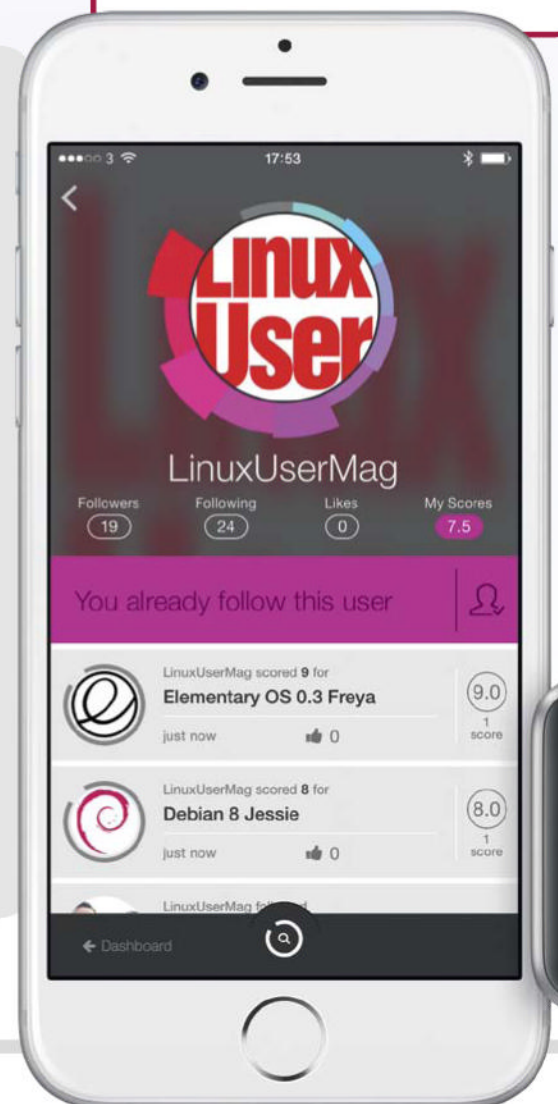 3
17:53
Linux
User
LinuxUserMag
Followers
Following
Likes
My Scores
19
24
0
7.5
You already follow this user
LinuxUserMag scored 9 for
Elementary OS 0.3 Freya
just now
0
9.0
1
score
LinuxUserMag scored 8 for
Debian 8 Jessie
just now
0
8.0
1
score
LinuxUserMag
Dashboard